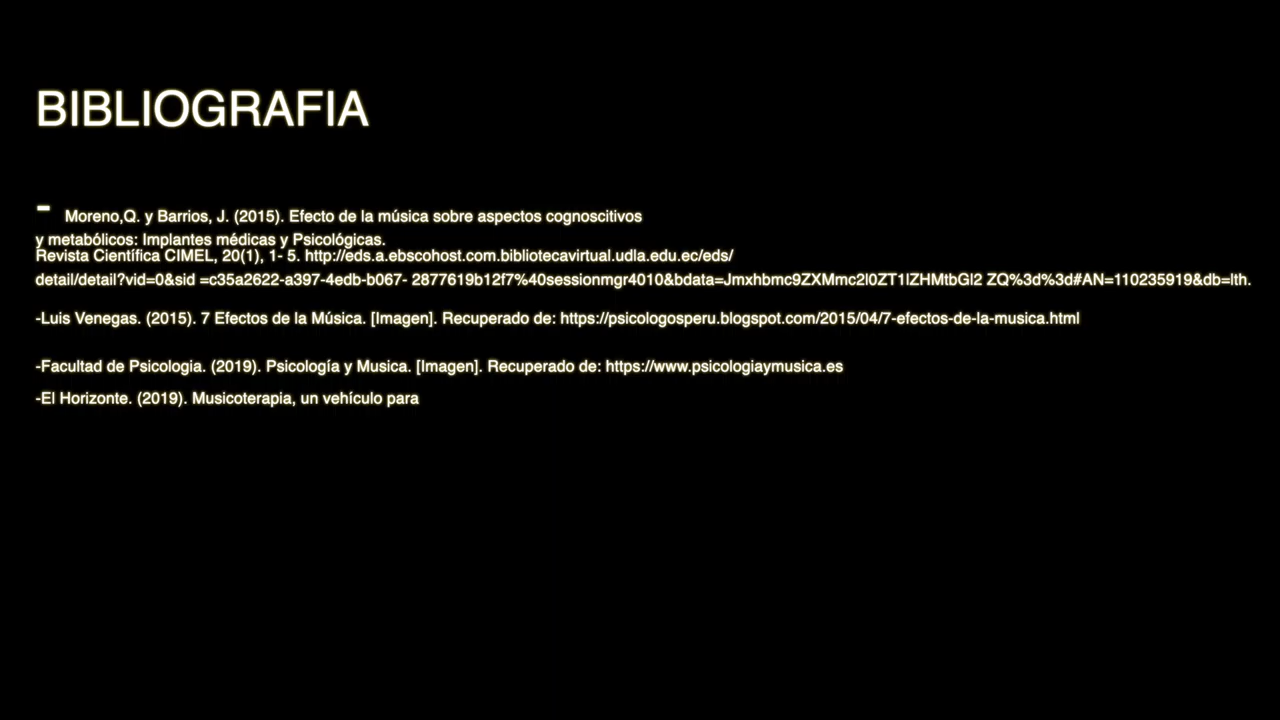 BIBLIOGRAFIA
- Moreno,Q. y Barrios, J. (2015). Efecto de la música sobre aspectos cognoscitivos
y metabólicos: Implantes médicas y Psicológicas.
Revista Científica CIMEL, 20(1), 1- 5. http://eds.a.ebscohost.com.bibliotecavirtual.udla.edu.ec/eds/
detail/detail?vid=0&sid =c35a2622-a397-4edb-b067- 2877619b12f7%40sessionmgr4010&bdata=Jmxhbmc9ZXMmc2l0ZT1lZHMtbGl2 ZQ%3d%3d#AN=110235919&db=lth.
-Luis Venegas. (2015). 7 Efectos de la Música. [Imagen]. Recuperado de: https://psicologosperu.blogspot.com/2015/04/7-efectos-de-la-musica.html
-Facultad de Psicologia. (2019). Psicología y Musica. [Imagen]. Recuperado de: https://www.psicologiaymusica.es
-El Horizonte. (2019). Musicoterapia, un vehículo para